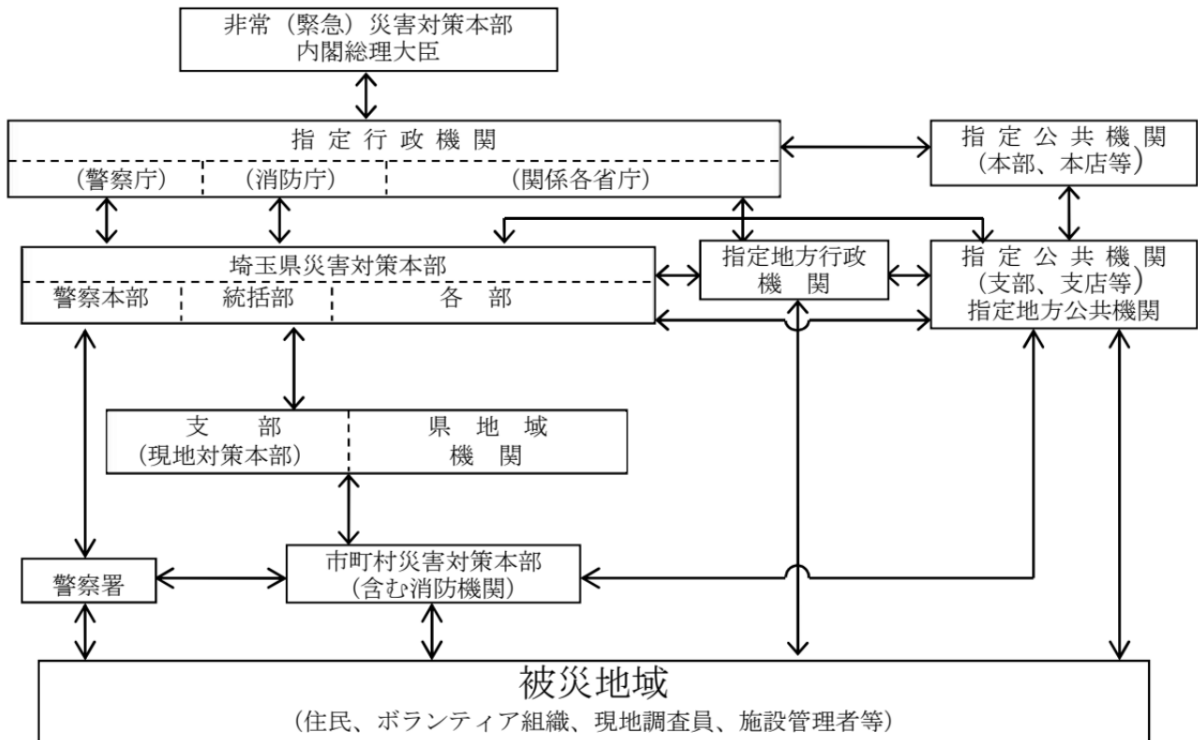 非常（緊急）災害対策本部
内閣総理大臣
指定行政機関
(警察庁)
(消防庁)
(関係各省庁)
指定公共機関
(本部、本店等)
埼玉県災害対策本部
警察本部
統括部
各部
指定地方行政
機関
指定公共機関
(支部、支店等)
指定地方公共機関
支部
(現地対策本部)
県地域
機関
警察署
市町村災害対策本部
(含む消防機関)
被災地域
(住民、ボランティア組織、現地調査員、施設管理者等)